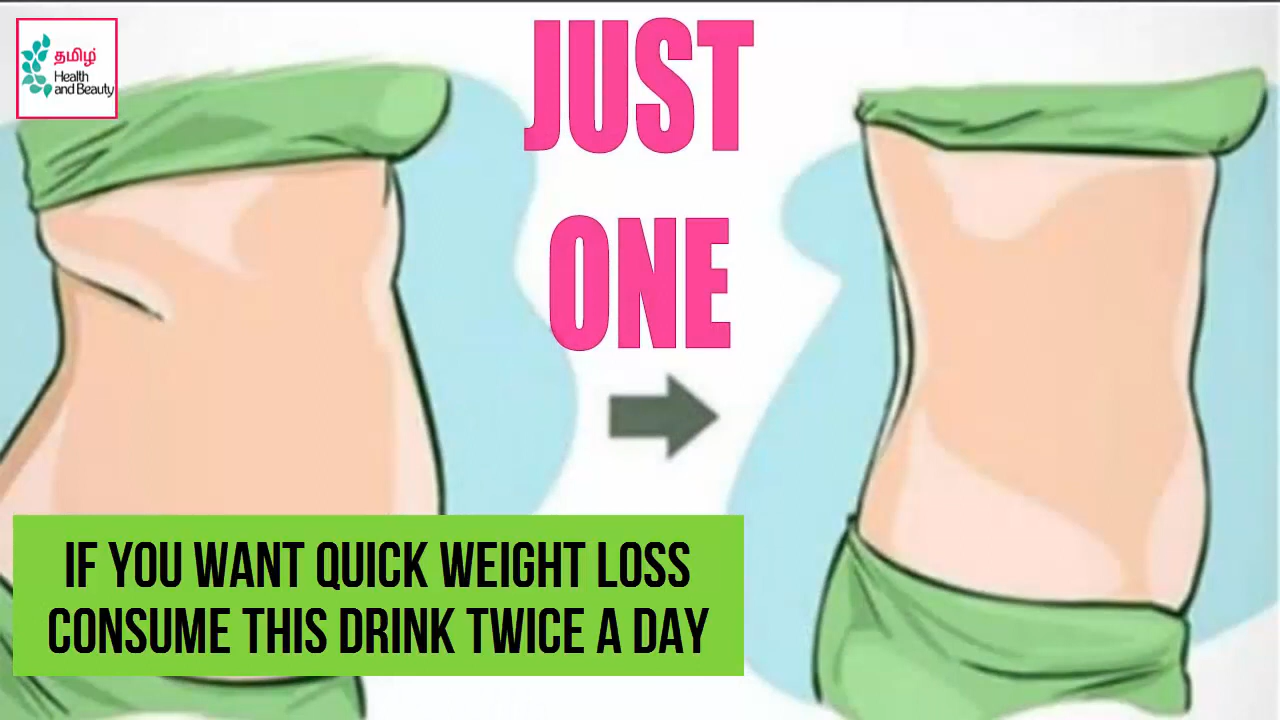 தமிழ்
Health
and Beauty
JUST
ONE
IF YOU WANT QUICK WEIGHT LOSS
CONSUME THIS DRINK TWICE A DAY